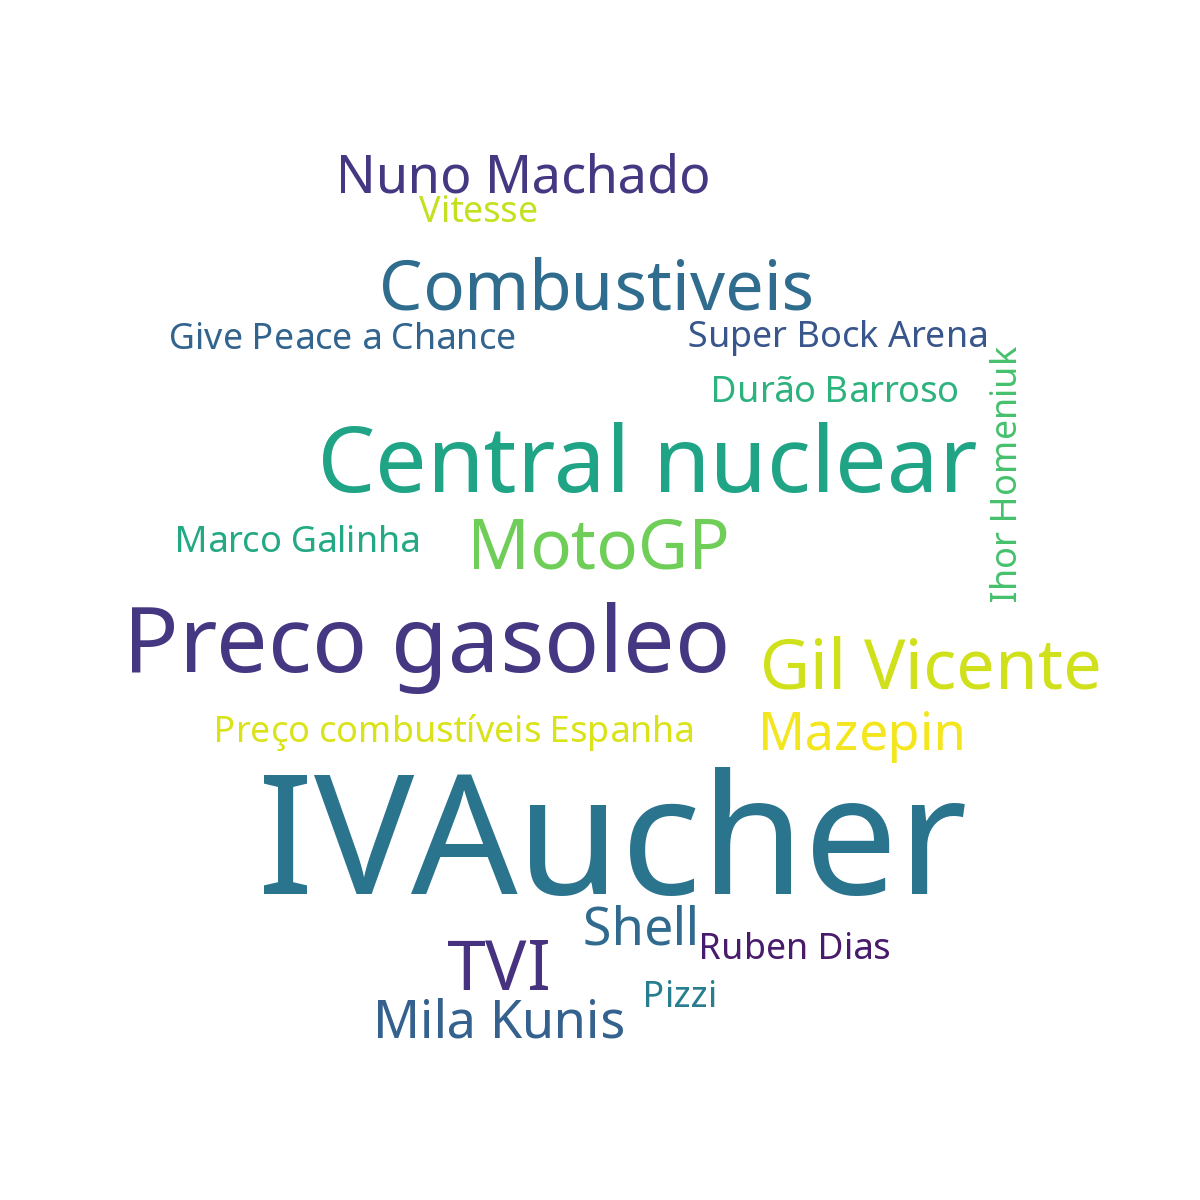 Nuno Machado
Vitesse
Combustiveis
Give Peace a Chance
Super Bock Arena
Durão Barroso
Ihor Homeniuk
Central nuclear
Marco Galinha
MotoGP
Preco gasoleo
Gil Vicente
Preço combustíveis Espanha
Mazepin
IVAucher
Shell
TVI
Ruben Dias
Pizzi
Mila Kunis